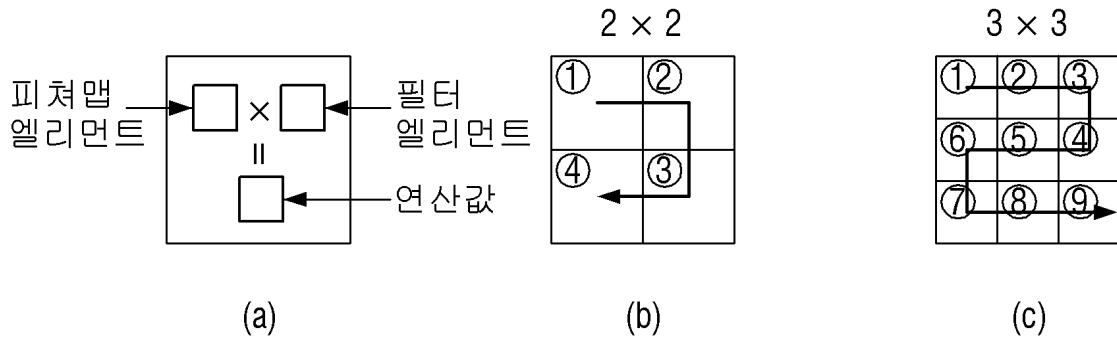 피쳐맵
엘리먼트
×
필터
엘리먼트
=
연산값
(a)
2 × 2
① ②
④ ③
(b)
3 × 3
① ② ③
⑥ ⑤ ④
⑦ ⑧ ⑨
(c)